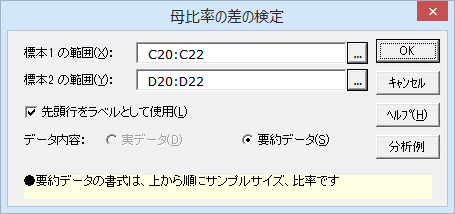 母比率の差の検定
標本1 の範囲(X): C20:C22 ... OK
標本2 の範囲(Y): D20:D22 ... キャンセル
先頭行をラベルとして使用(L) ヘルプ(H)
データ内容: 実データ(D) 要約データ(S) 分析例
●要約データの書式は、上から順にサンプルサイズ、比率です